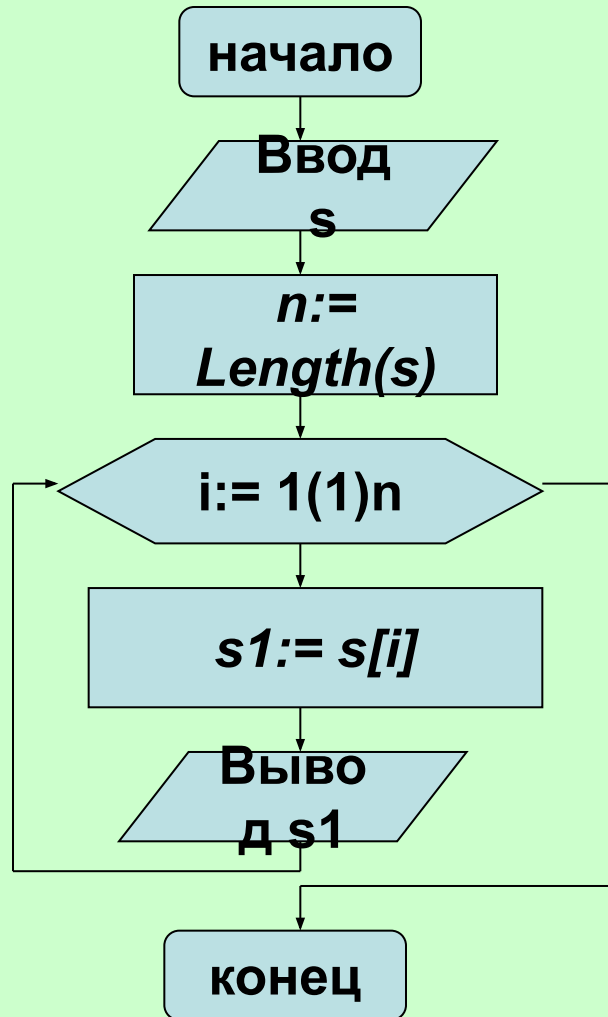 начало
Ввод
s
n:=
Length(s)
i:= 1(1)n
s1:= s[i]
Выво
д s1
конец